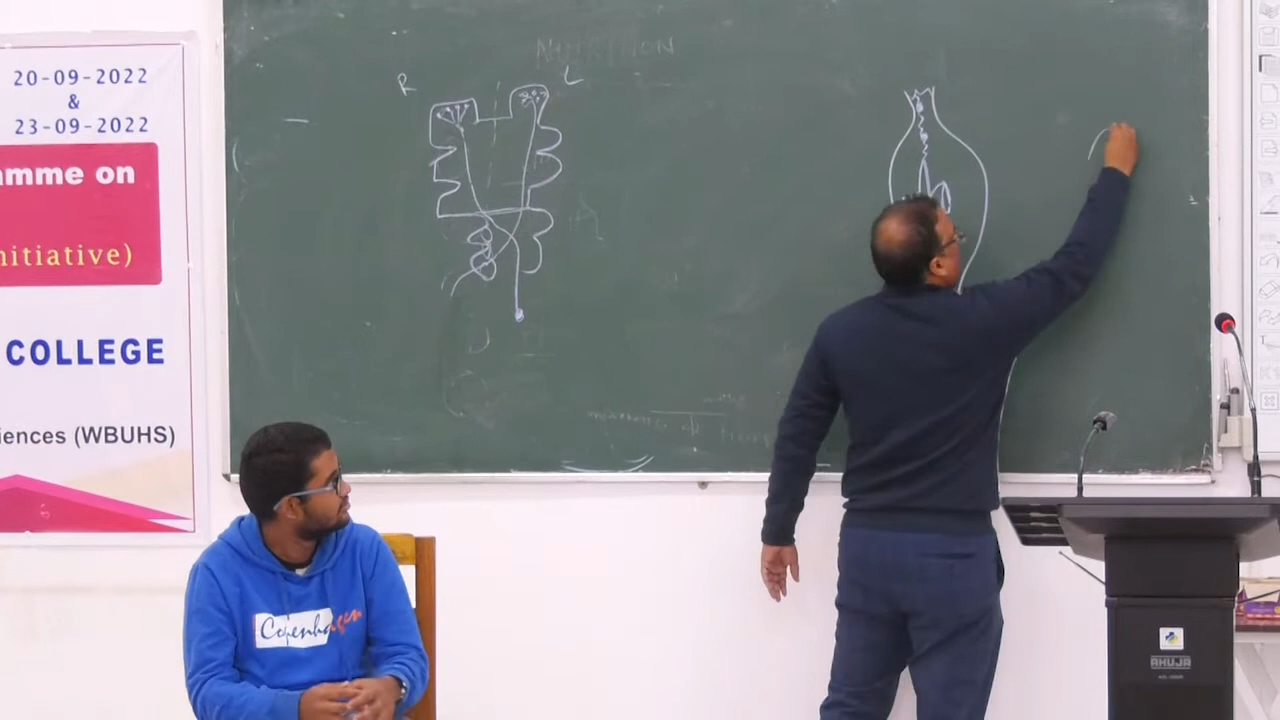 20-09-2022
&
23-09-2022
amme on
nitiative)
COLLEGE
iences (WBUHS)
NUTRITION
R
L
Copenhagen
AHUJA